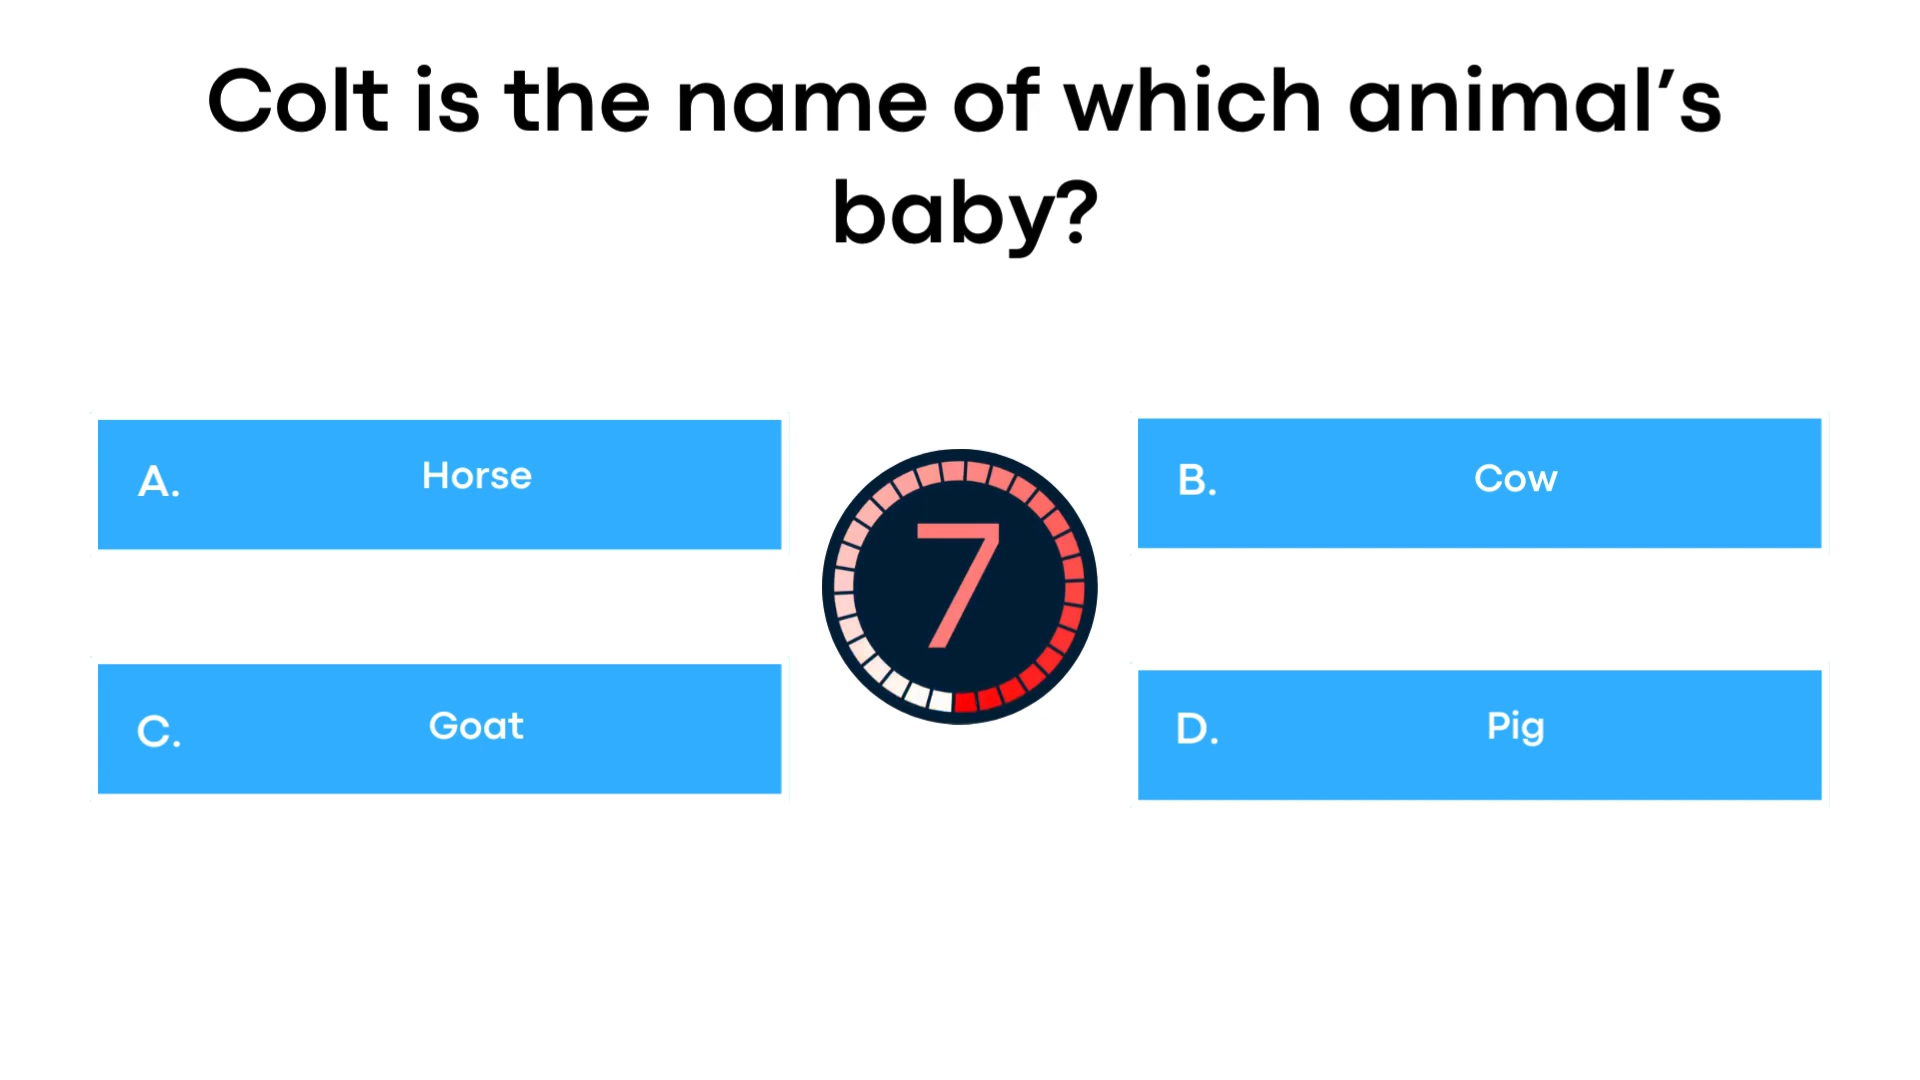 Colt is the name of which animal’s
baby?
A. Horse
B. Cow
7
C. Goat
D. Pig